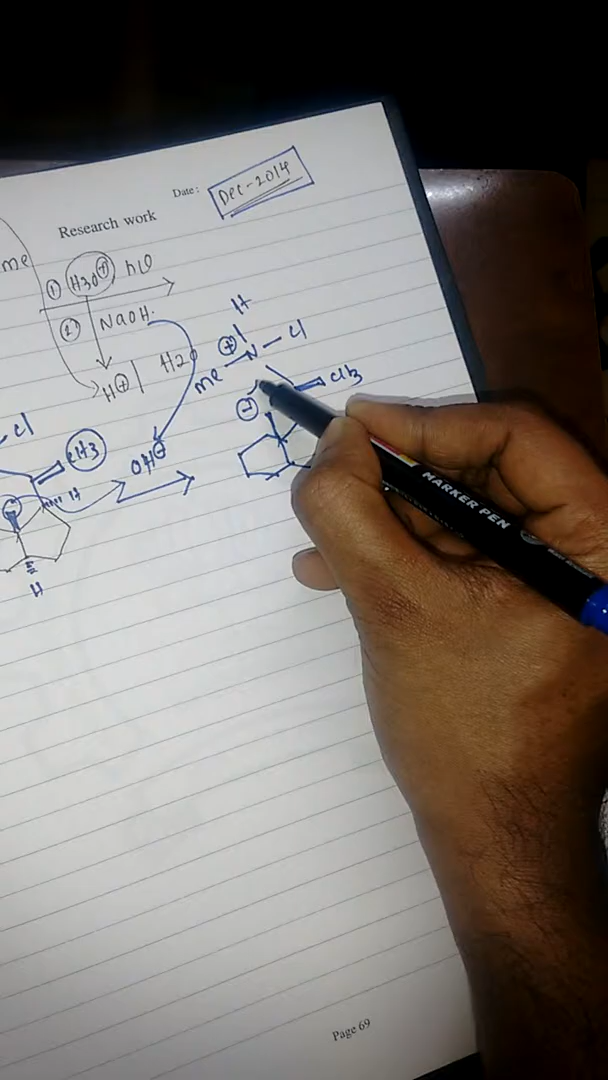 Date:
Dec-2014
Research work
me
① H3O⊕, hυ
② NaOH.
H⊕ | H2O
H
⊕
N - Cl
me
CH3
⊖
Cl
CH3
OH⊖
H
H
MARKER PEN
Page 69